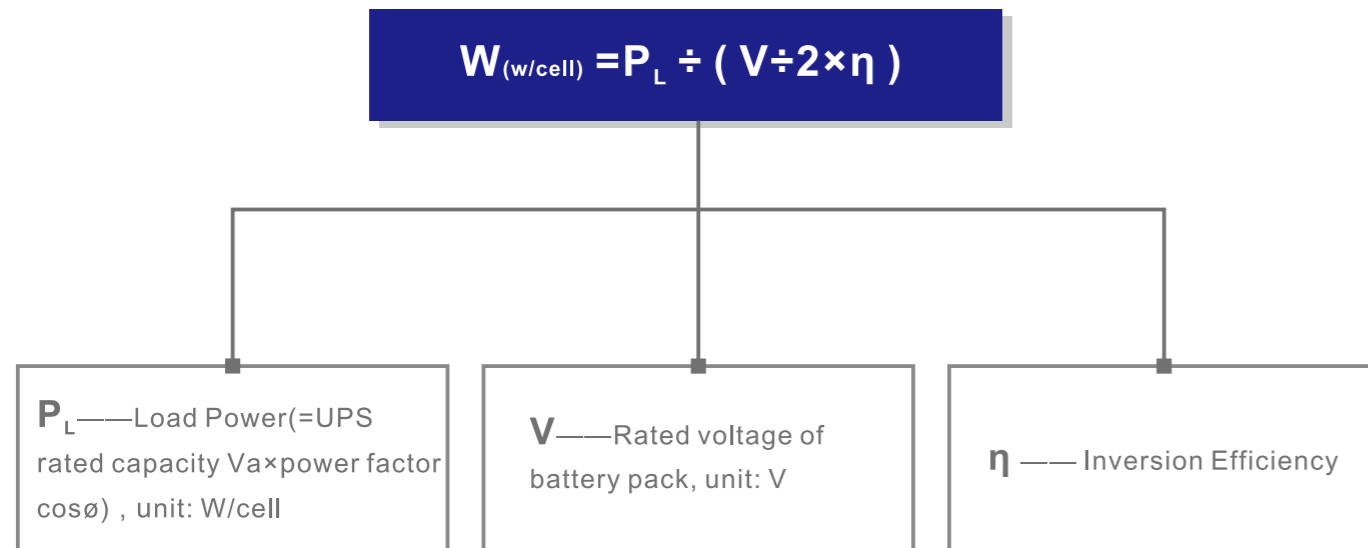 W(w/cell) =PL ÷ ( V÷2×η )
PL——Load Power(=UPS
rated capacity Va×power factor
cosø) , unit: W/cell
V——Rated voltage of
battery pack, unit: V
η —— Inversion Efficiency